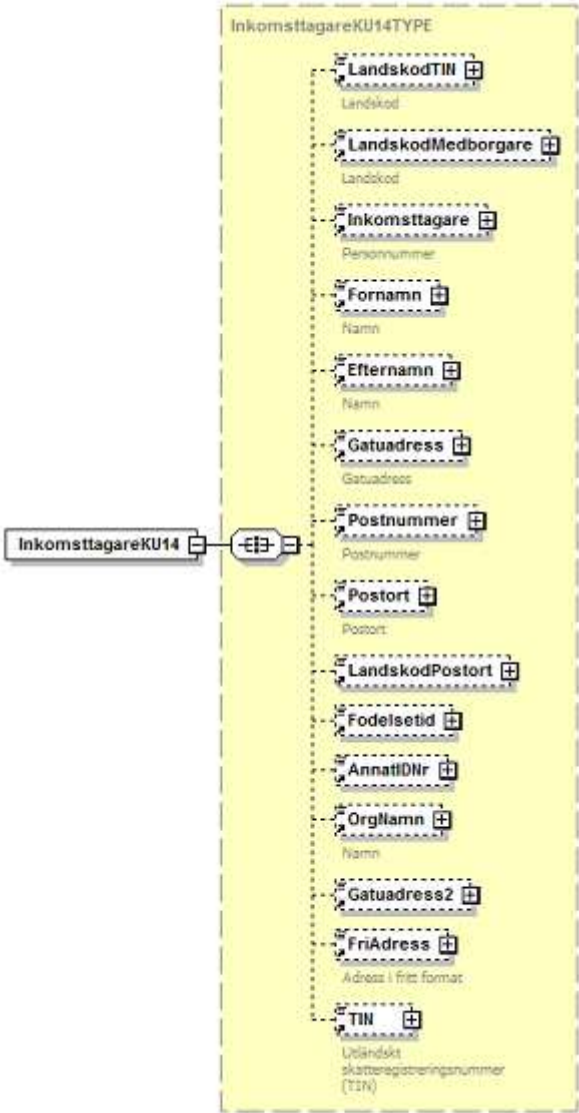 InkomsttagareKU14TYPE
LandskodTIN
Landskod
LandskodMedborgare
Landskod
Inkomsttagare
Personnummer
Fornamn
Namn
Efternamn
Namn
Gatuadress
Gatuadress
Postnummer
Postnummer
InkomsttagareKU14
Postort
Postort
LandskodPostort
Fodelsetid
AnnatIDNr
OrgNamn
Namn
Gatuadress2
FriAdress
Adress i fritt format
TIN
Utländskt
skatteregistreringsnummer
(TIN)